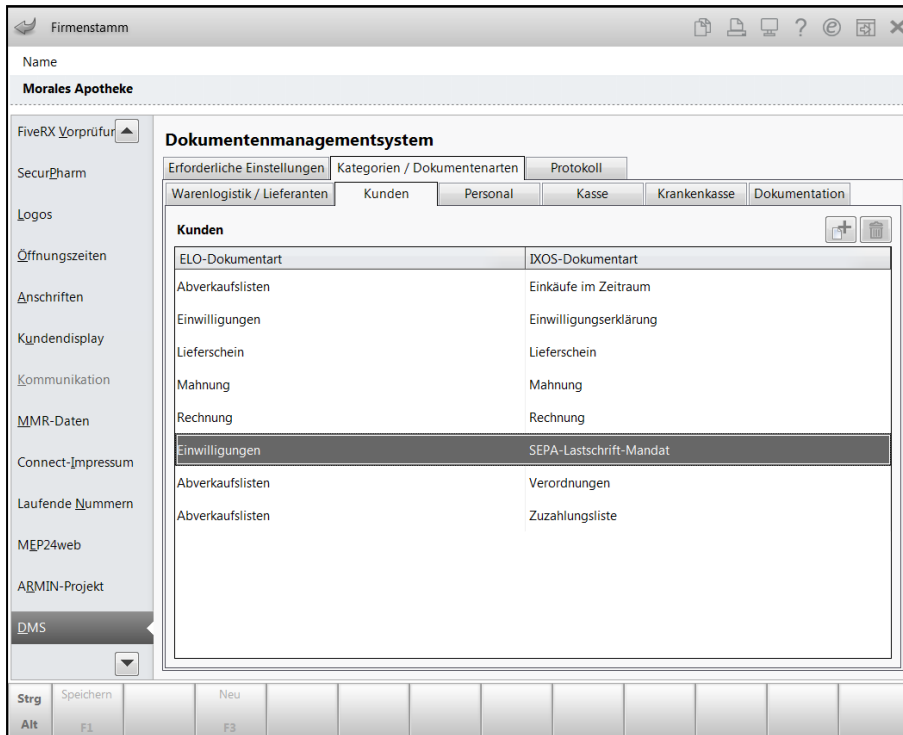 Firmenstamm
Name
Morales Apotheke
FiveRX Vorprüfur
SecurPharm
Logos
Öffnungszeiten
Anschriften
Kundendisplay
Kommunikation
MMR-Daten
Connect-Impressum
Laufende Nummern
MEP24web
ARMIN-Projekt
DMS
Dokumentenmanagementsystem
Erforderliche Einstellungen Kategorien / Dokumentenarten Protokoll
Warenlogistik / Lieferanten Kunden Personal Kasse Krankenkasse Dokumentation
Kunden
ELO-Dokumentart IXOS-Dokumentart
Abverkaufslisten Einkäufe im Zeitraum
Einwilligungen Einwilligungserklärung
Lieferschein Lieferschein
Mahnung Mahnung
Rechnung Rechnung
Einwilligungen SEPA-Lastschrift-Mandat
Abverkaufslisten Verordnungen
Abverkaufslisten Zuzahlungsliste
Strg Speichern Neu
Alt F1 F3